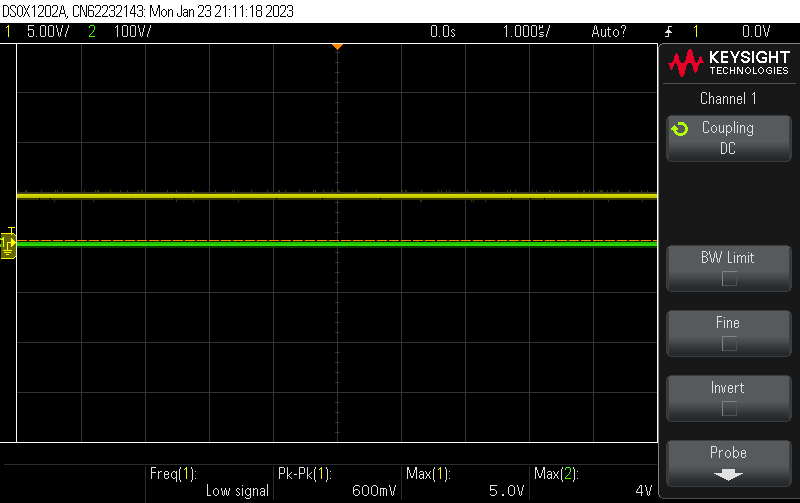 DSOX1202A, CN62232143: Mon Jan 23 21:11:18 2023
1 5.00V/ 2 100V/ 0.0s 1.000s/ Auto? 1 0.0V
KEYSIGHT
TECHNOLOGIES
Channel 1
Coupling
DC
BW Limit
Fine
Invert
Probe
Freq(1): Pk-Pk(1): Max(1): Max(2):
Low signal 600mV 5.0V 4V
T
1